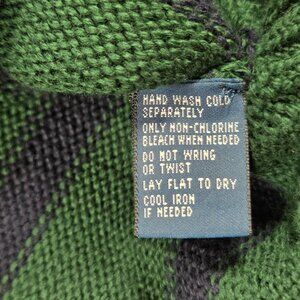 HAND WASH COLD
SEPARATELY
ONLY NON-CHLORINE
BLEACH WHEN NEEDED
DO NOT WRING
OR TWIST
LAY FLAT TO DRY
COOL IRON
IF NEEDED